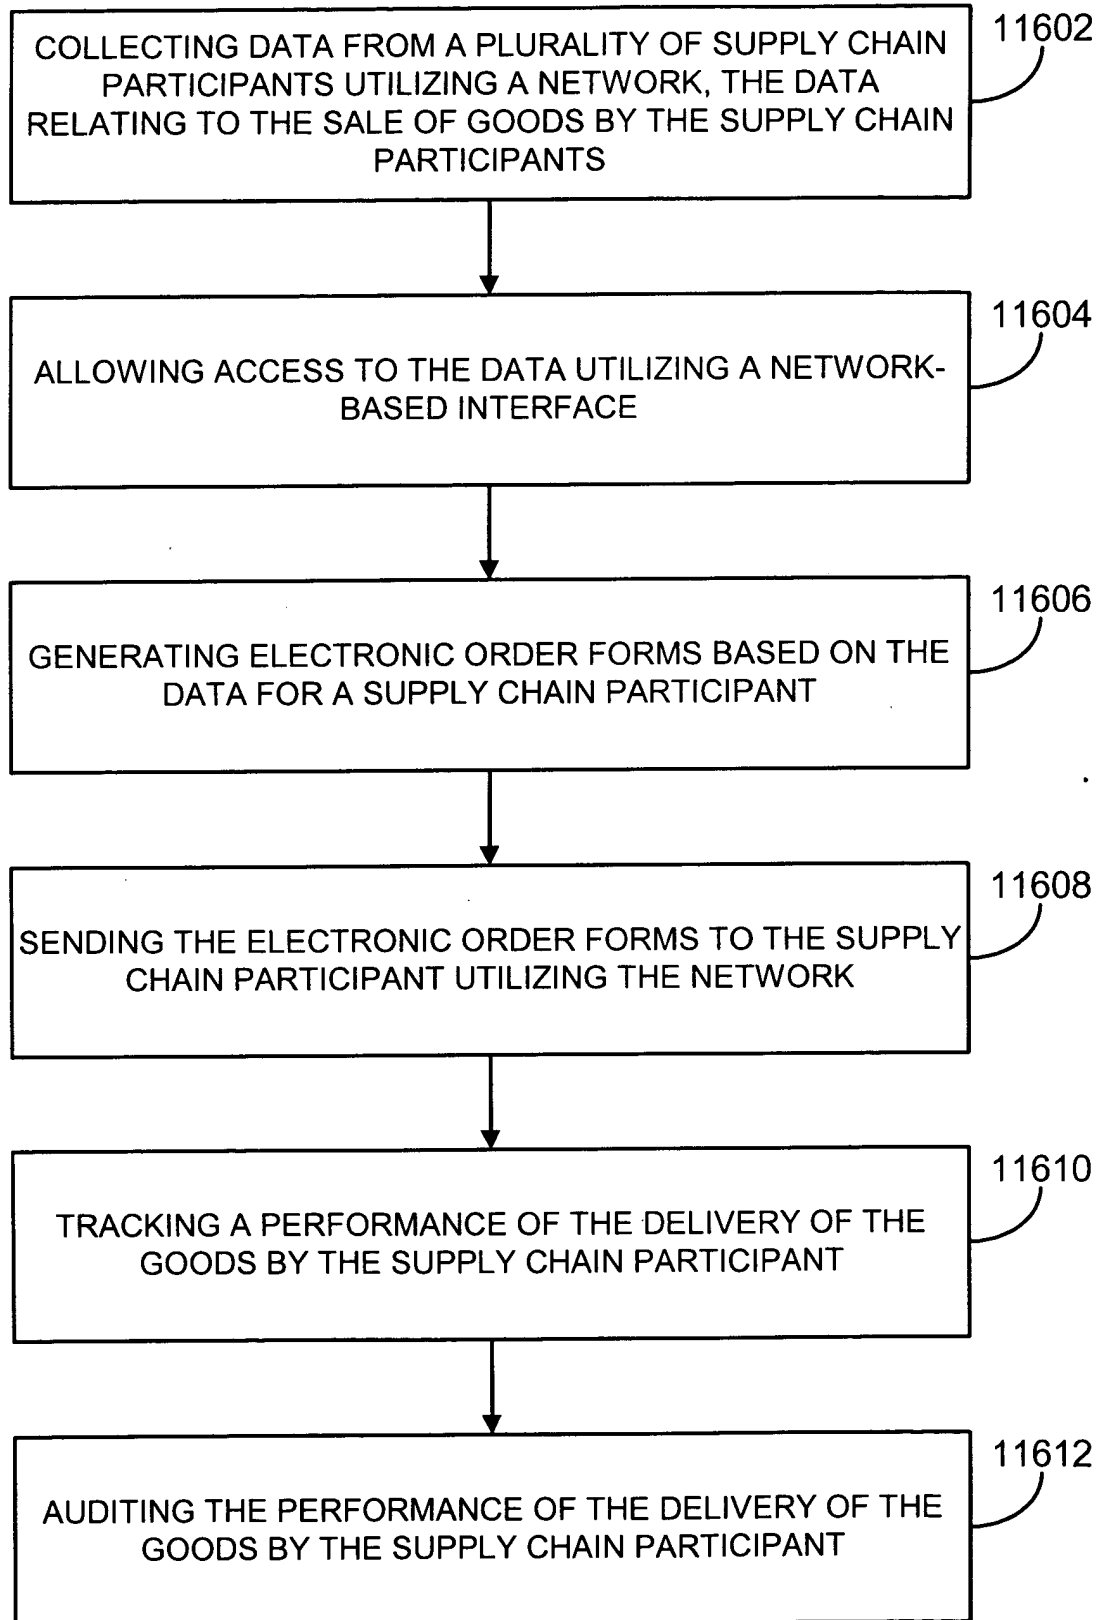 COLLECTING DATA FROM A PLURALITY OF SUPPLY CHAIN
PARTICIPANTS UTILIZING A NETWORK, THE DATA
RELATING TO THE SALE OF GOODS BY THE SUPPLY CHAIN
PARTICIPANTS
11602
ALLOWING ACCESS TO THE DATA UTILIZING A NETWORK-
BASED INTERFACE
11604
GENERATING ELECTRONIC ORDER FORMS BASED ON THE
DATA FOR A SUPPLY CHAIN PARTICIPANT
11606
SENDING THE ELECTRONIC ORDER FORMS TO THE SUPPLY
CHAIN PARTICIPANT UTILIZING THE NETWORK
11608
TRACKING A PERFORMANCE OF THE DELIVERY OF THE
GOODS BY THE SUPPLY CHAIN PARTICIPANT
11610
AUDITING THE PERFORMANCE OF THE DELIVERY OF THE
GOODS BY THE SUPPLY CHAIN PARTICIPANT
11612